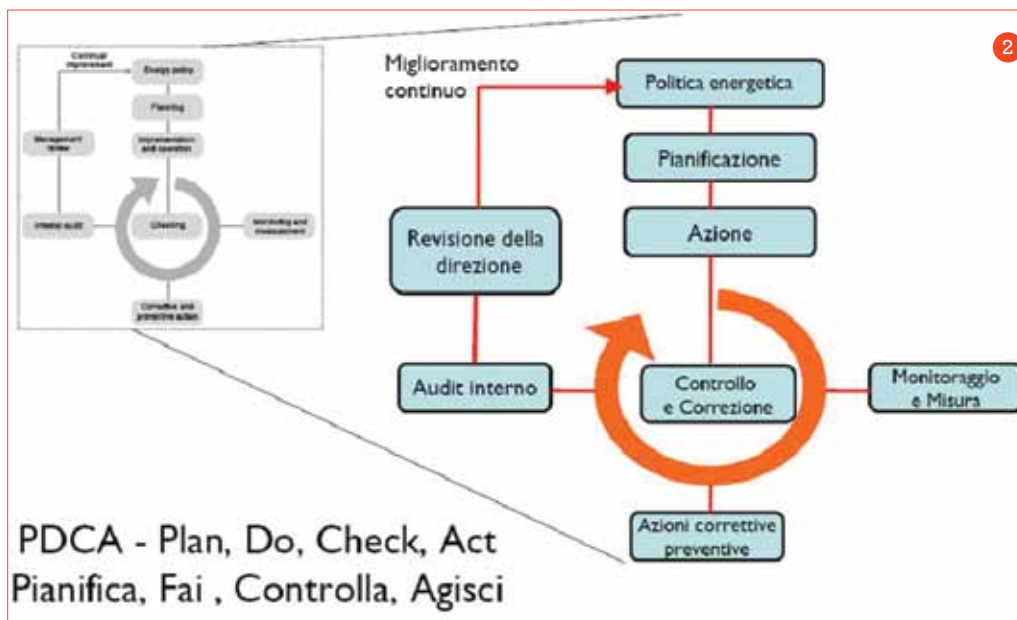 Continual
improvement
Energy policy
Planning
Implementation
and operation
Management
review
Internal audit
Checking
Monitoring and
measurement
Corrective and
preventive action
2
Miglioramento
continuo
Politica energetica
Pianificazione
Azione
Revisione della
direzione
Audit interno
Controllo
e Correzione
Monitoraggio
e Misura
Azioni correttive
preventive
PDCA - Plan, Do, Check, Act
Pianifica, Fai , Controlla, Agisci